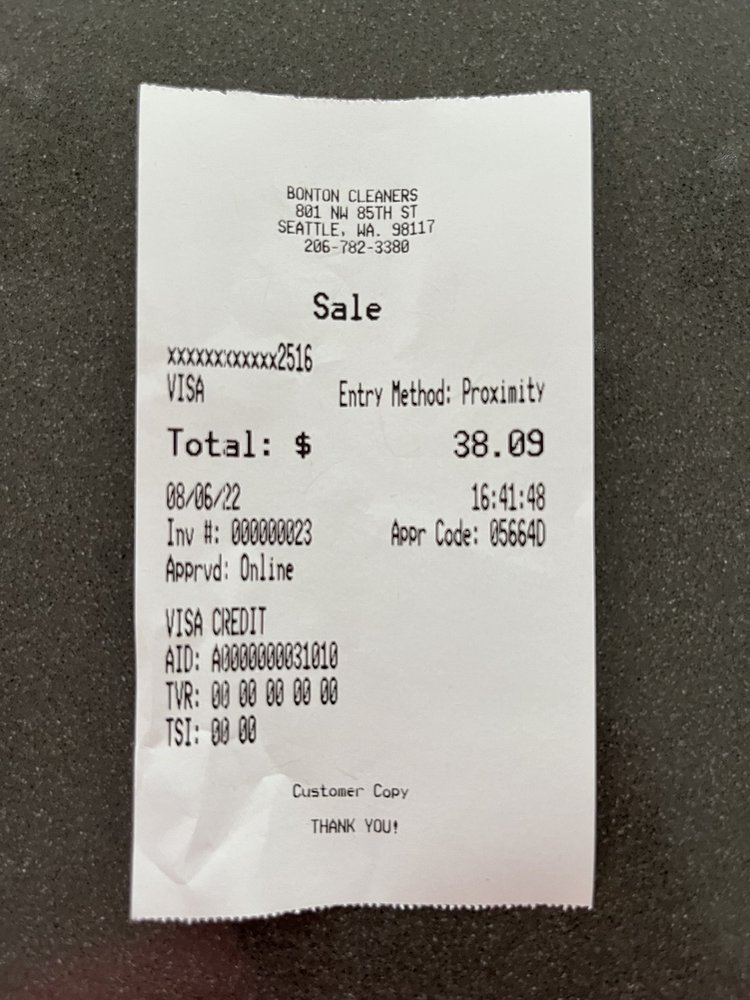 BONTON CLEANERS
801 NW 85TH ST
SEATTLE, WA. 98117
206-782-3380
Sale
xxxxxxxxxxxx2516
VISA Entry Method: Proximity
Total: $ 38.09
08/06/22 16:41:48
Inv #: 000000023 Appr Code: 05664D
Apprvd: Online
VISA CREDIT
AID: A0000000031010
TVR: 00 00 00 00 00
TSI: 00 00
Customer Copy
THANK YOU!